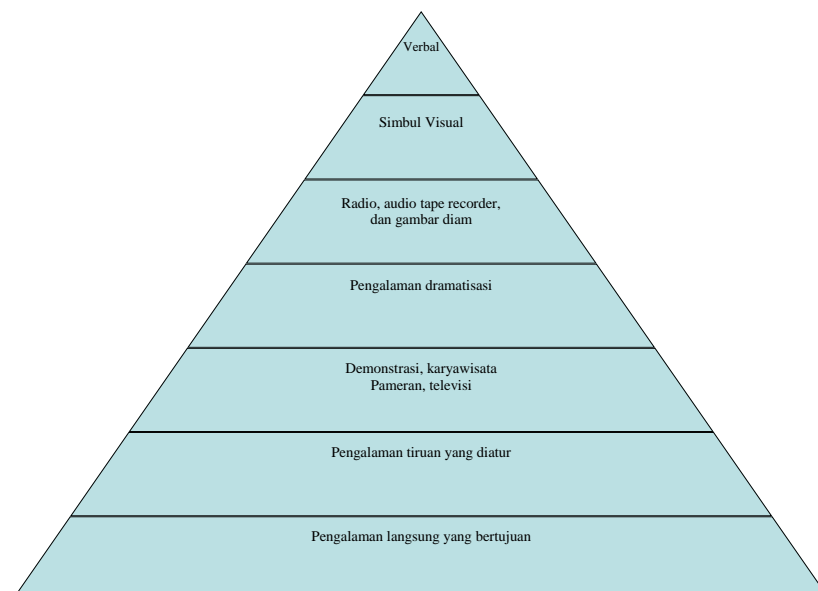 Verbal
Simbul Visual
Radio, audio tape recorder,
dan gambar diam
Pengalaman dramatisasi
Demonstrasi, karyawisata
Pameran, televisi
Pengalaman tiruan yang diatur
Pengalaman langsung yang bertujuan